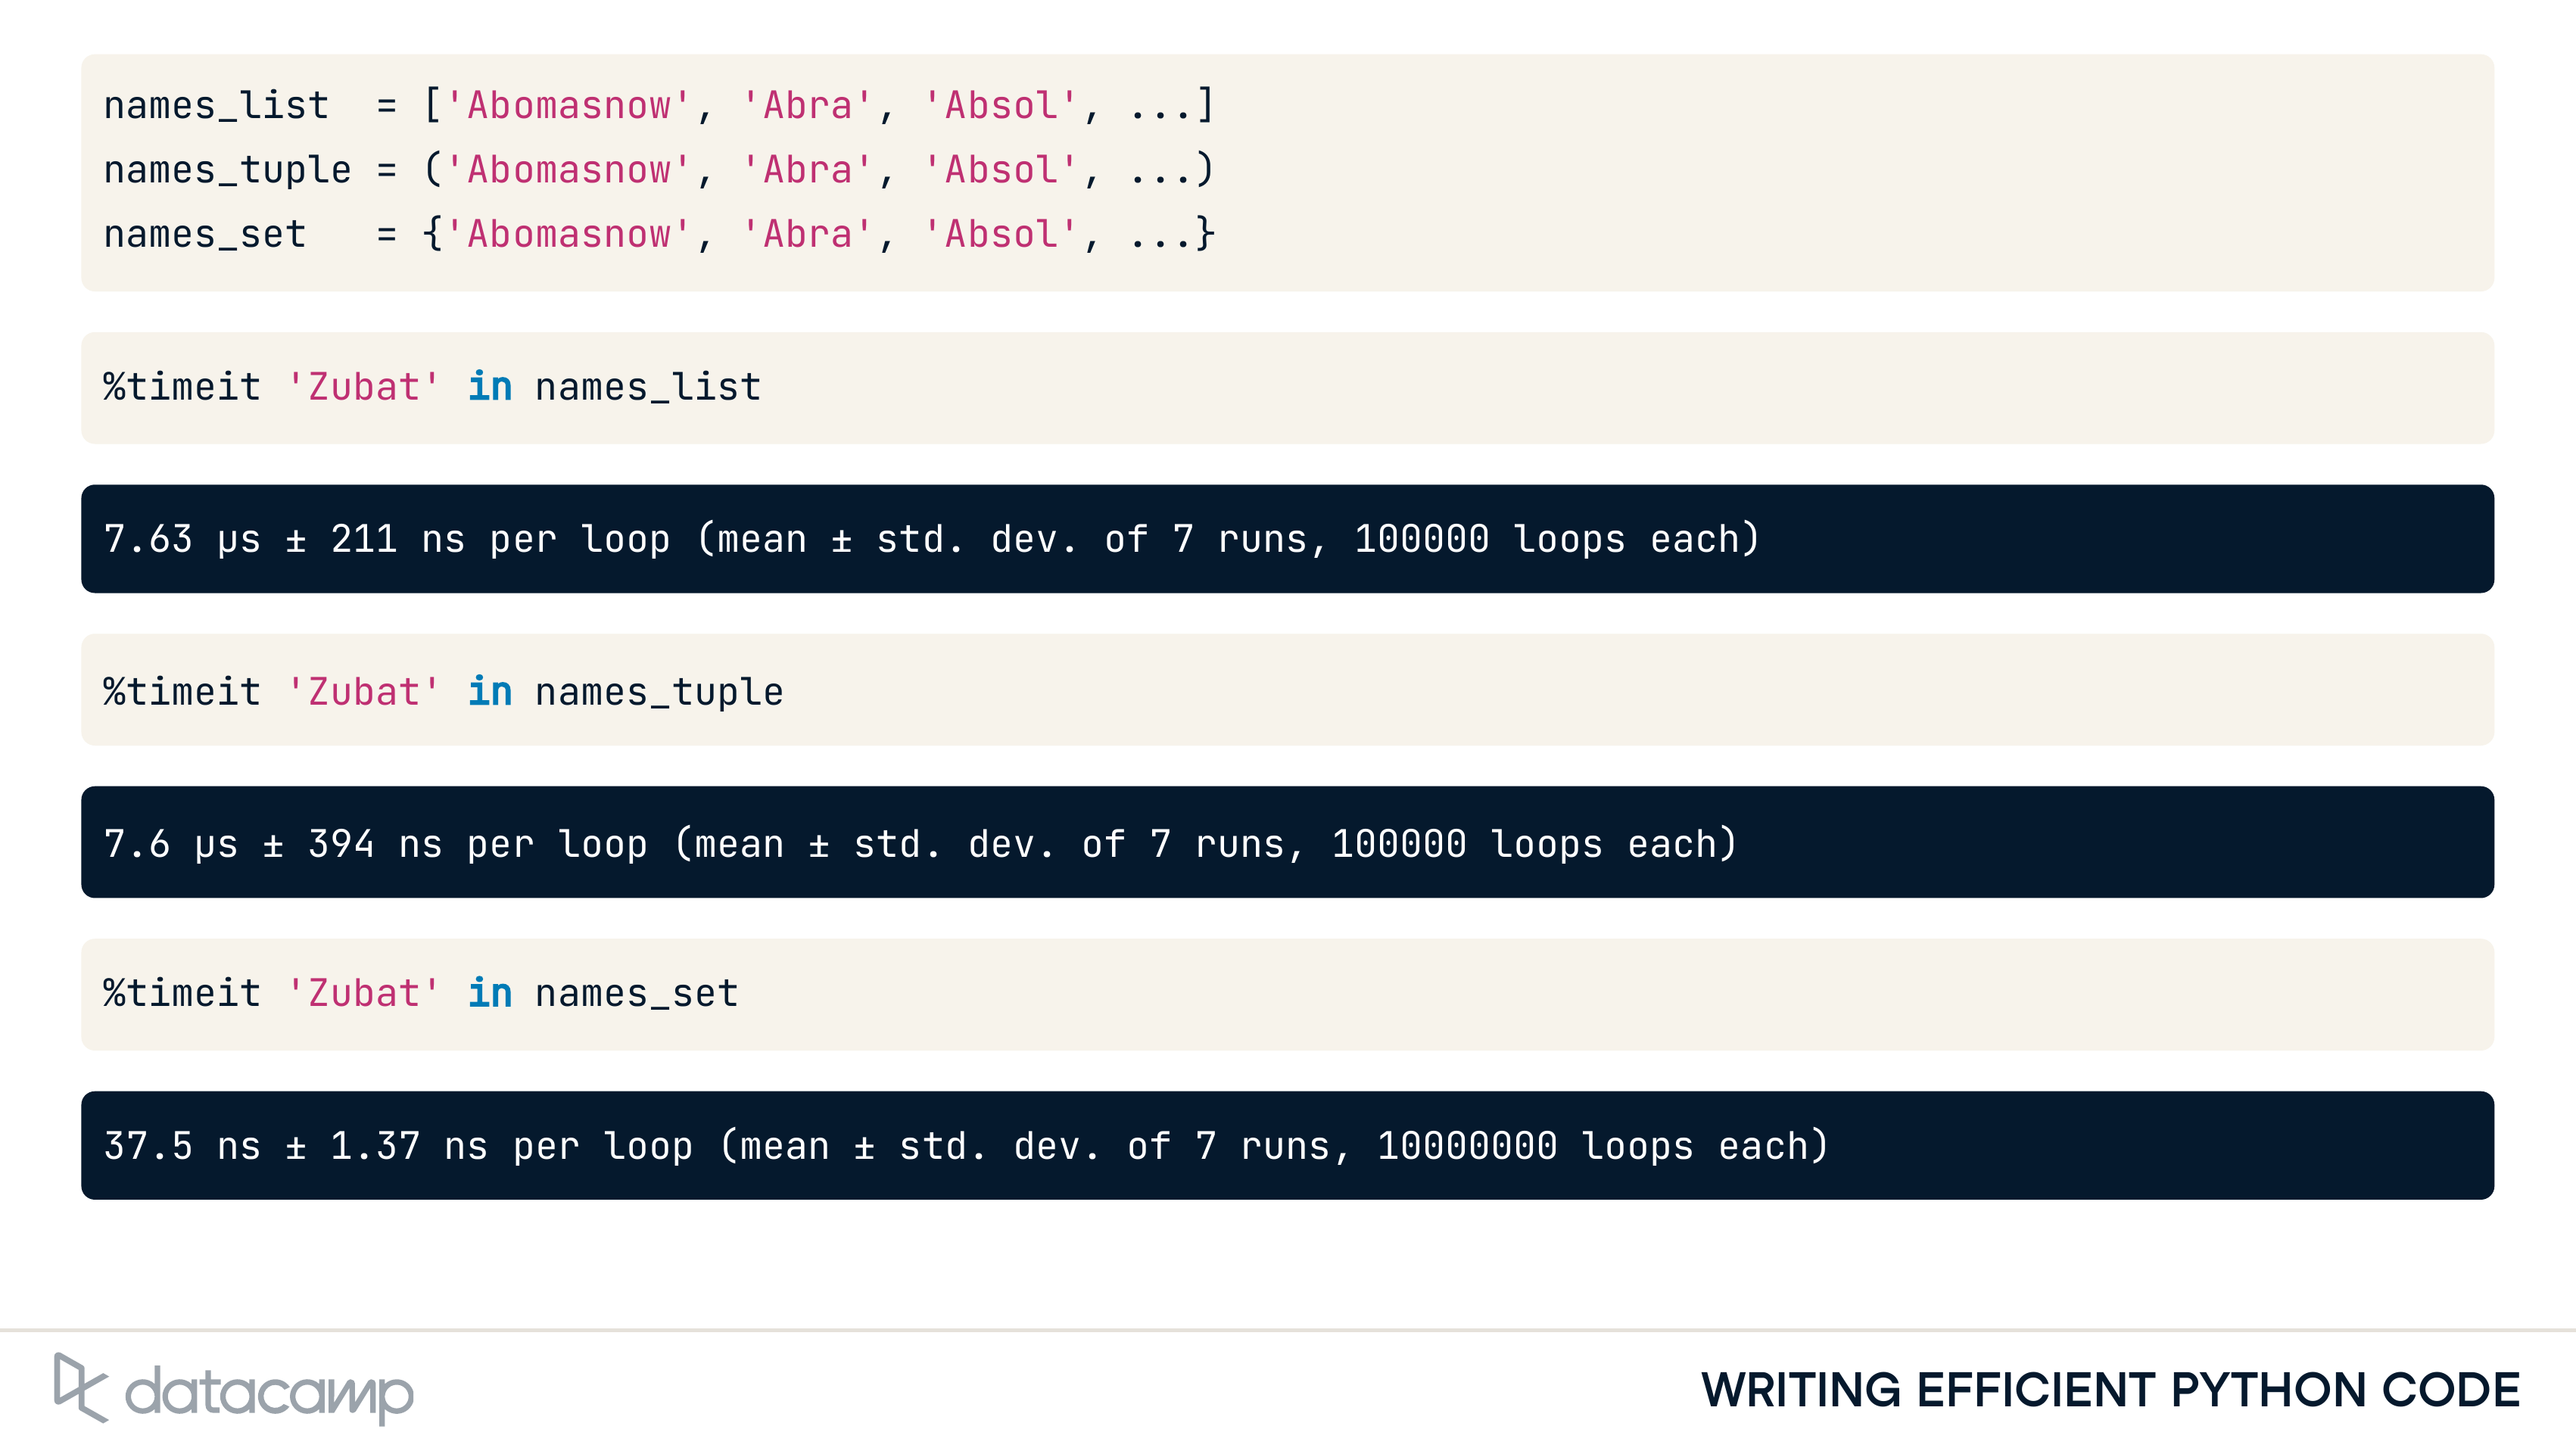 names_list  = ['Abomasnow', 'Abra', 'Absol', ...]
names_tuple = ('Abomasnow', 'Abra', 'Absol', ...)
names_set   = {'Abomasnow', 'Abra', 'Absol', ...}
%timeit 'Zubat' in names_list
7.63 µs ± 211 ns per loop (mean ± std. dev. of 7 runs, 100000 loops each)
%timeit 'Zubat' in names_tuple
7.6 µs ± 394 ns per loop (mean ± std. dev. of 7 runs, 100000 loops each)
%timeit 'Zubat' in names_set
37.5 ns ± 1.37 ns per loop (mean ± std. dev. of 7 runs, 10000000 loops each)
datacamp
WRITING EFFICIENT PYTHON CODE